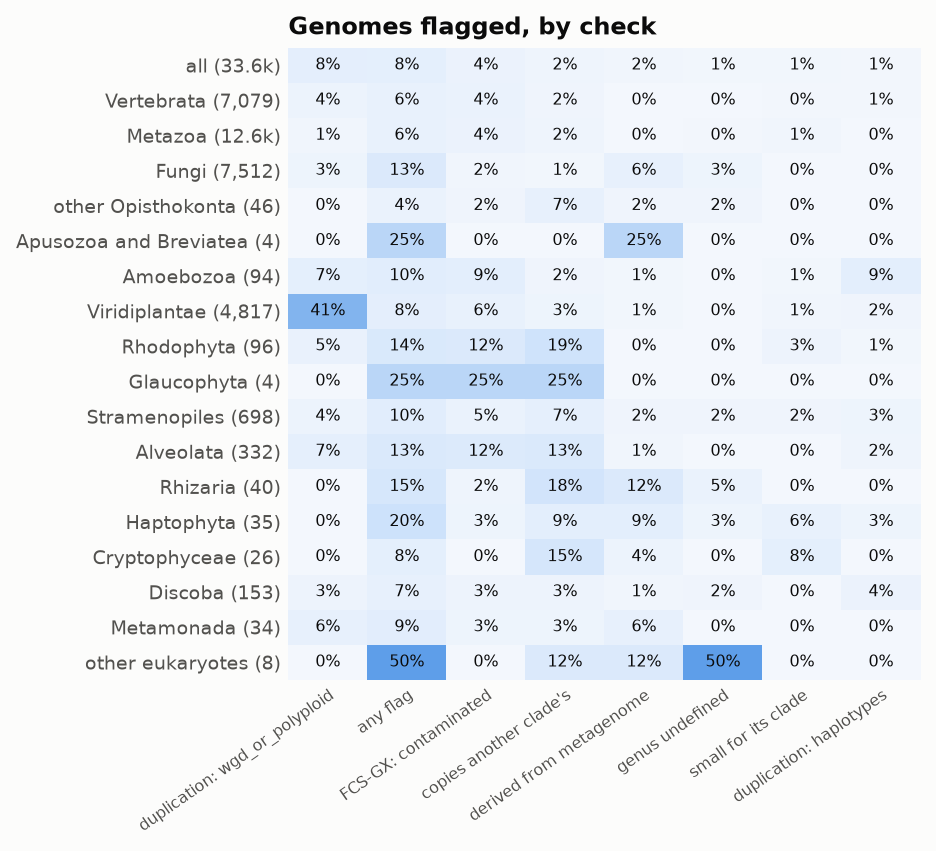 Genomes flagged, by check
all (33.6k) 8% 8% 4% 2% 2% 1% 1% 1%
Vertebrata (7,079) 4% 6% 4% 2% 0% 0% 0% 1%
Metazoa (12.6k) 1% 6% 4% 2% 0% 0% 1% 0%
Fungi (7,512) 3% 13% 2% 1% 6% 3% 0% 0%
other Opisthokonta (46) 0% 4% 2% 7% 2% 2% 0% 0%
Apusozoa and Breviatea (4) 0% 25% 0% 0% 25% 0% 0% 0%
Amoebozoa (94) 7% 10% 9% 2% 1% 0% 1% 9%
Viridiplantae (4,817) 41% 8% 6% 3% 1% 0% 1% 2%
Rhodophyta (96) 5% 14% 12% 19% 0% 0% 3% 1%
Glaucophyta (4) 0% 25% 25% 25% 0% 0% 0% 0%
Stramenopiles (698) 4% 10% 5% 7% 2% 2% 2% 3%
Alveolata (332) 7% 13% 12% 13% 1% 0% 0% 2%
Rhizaria (40) 0% 15% 2% 18% 12% 5% 0% 0%
Haptophyta (35) 0% 20% 3% 9% 9% 3% 6% 3%
Cryptophyceae (26) 0% 8% 0% 15% 4% 0% 8% 0%
Discoba (153) 3% 7% 3% 3% 1% 2% 0% 4%
Metamonada (34) 6% 9% 3% 3% 6% 0% 0% 0%
other eukaryotes (8) 0% 50% 0% 12% 12% 50% 0% 0%
duplication: wgd_or_polyploid
any flag
FCS-GX: contaminated
copies another clade's
derived from metagenome
genus undefined
small for its clade
duplication: haplotypes